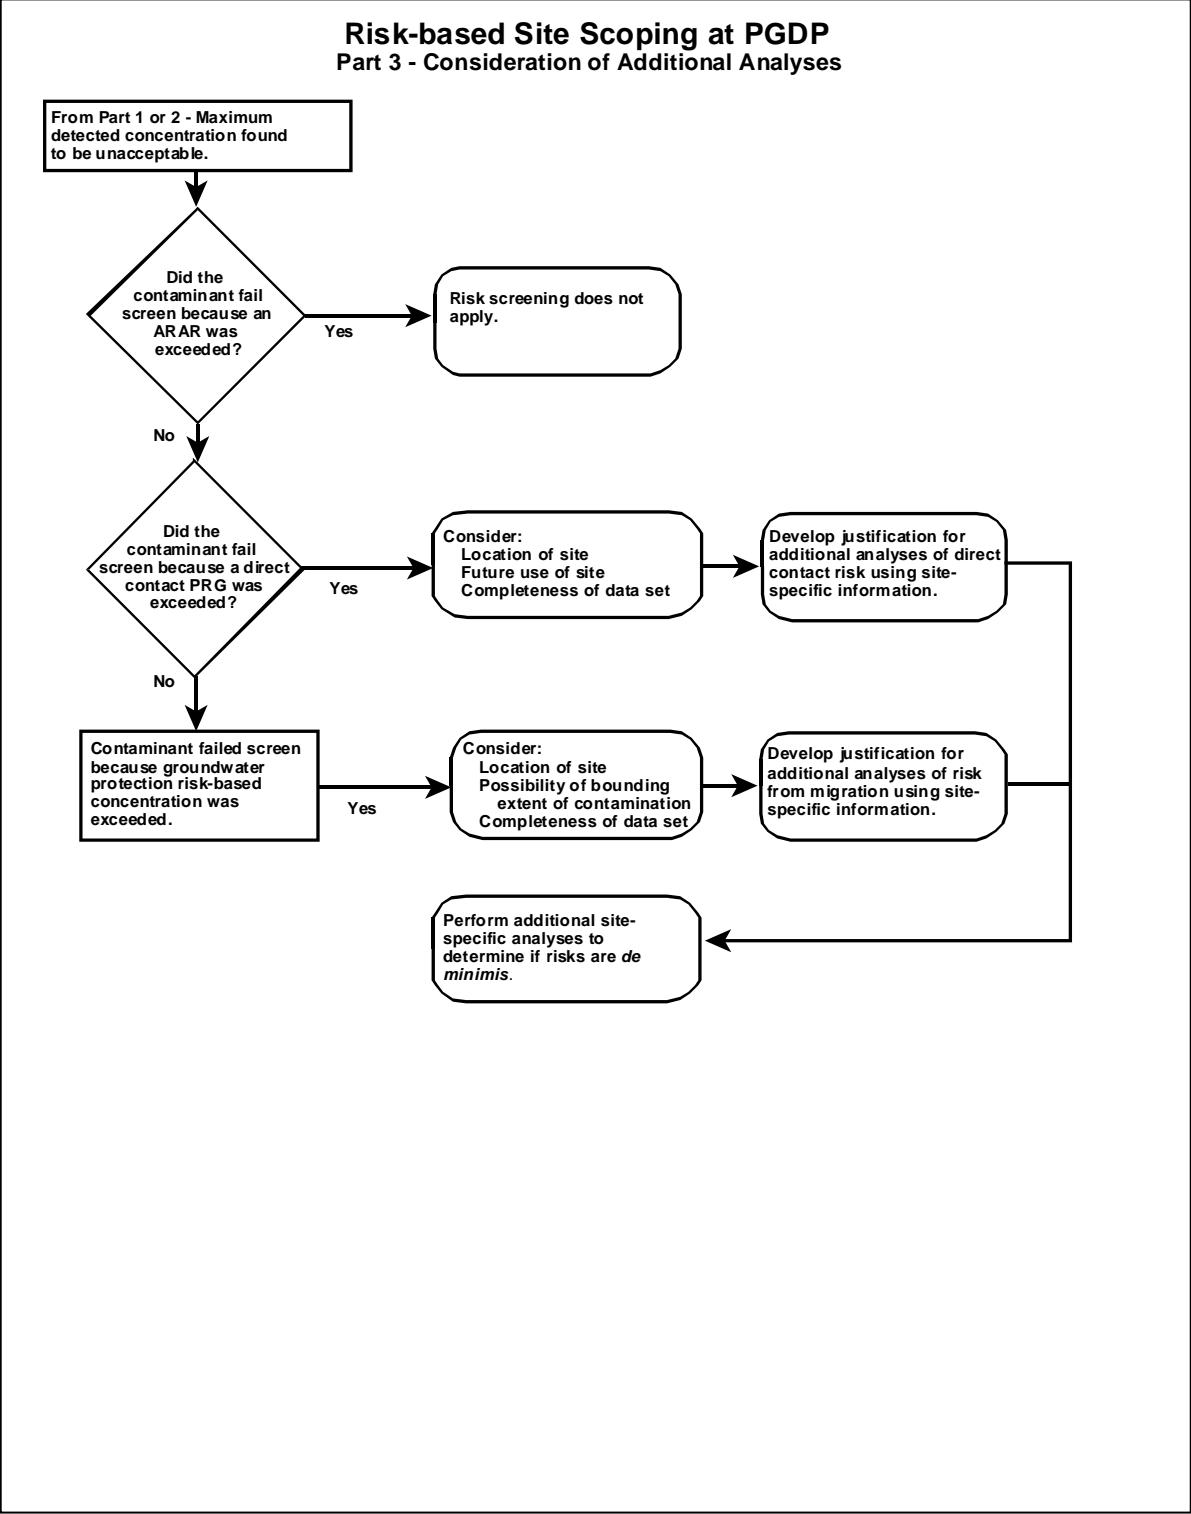 Risk-based Site Scoping at PGDP
Part 3 - Consideration of Additional Analyses
From Part 1 or 2 - Maximum
detected concentration found
to be unacceptable.
Did the
contaminant fail
screen because an
ARAR was
exceeded?
Yes
Risk screening does not
apply.
No
Did the
contaminant fail
screen because a direct
contact PRG was
exceeded?
Yes
Consider:
Location of site
Future use of site
Completeness of data set
Develop justification for
additional analyses of direct
contact risk using site-
specific information.
No
Contaminant failed screen
because groundwater
protection risk-based
concentration was
exceeded.
Yes
Consider:
Location of site
Possibility of bounding
extent of contamination
Completeness of data set
Develop justification for
additional analyses of risk
from migration using site-
specific information.
Perform additional site-
specific analyses to
determine if risks are de
minimis.